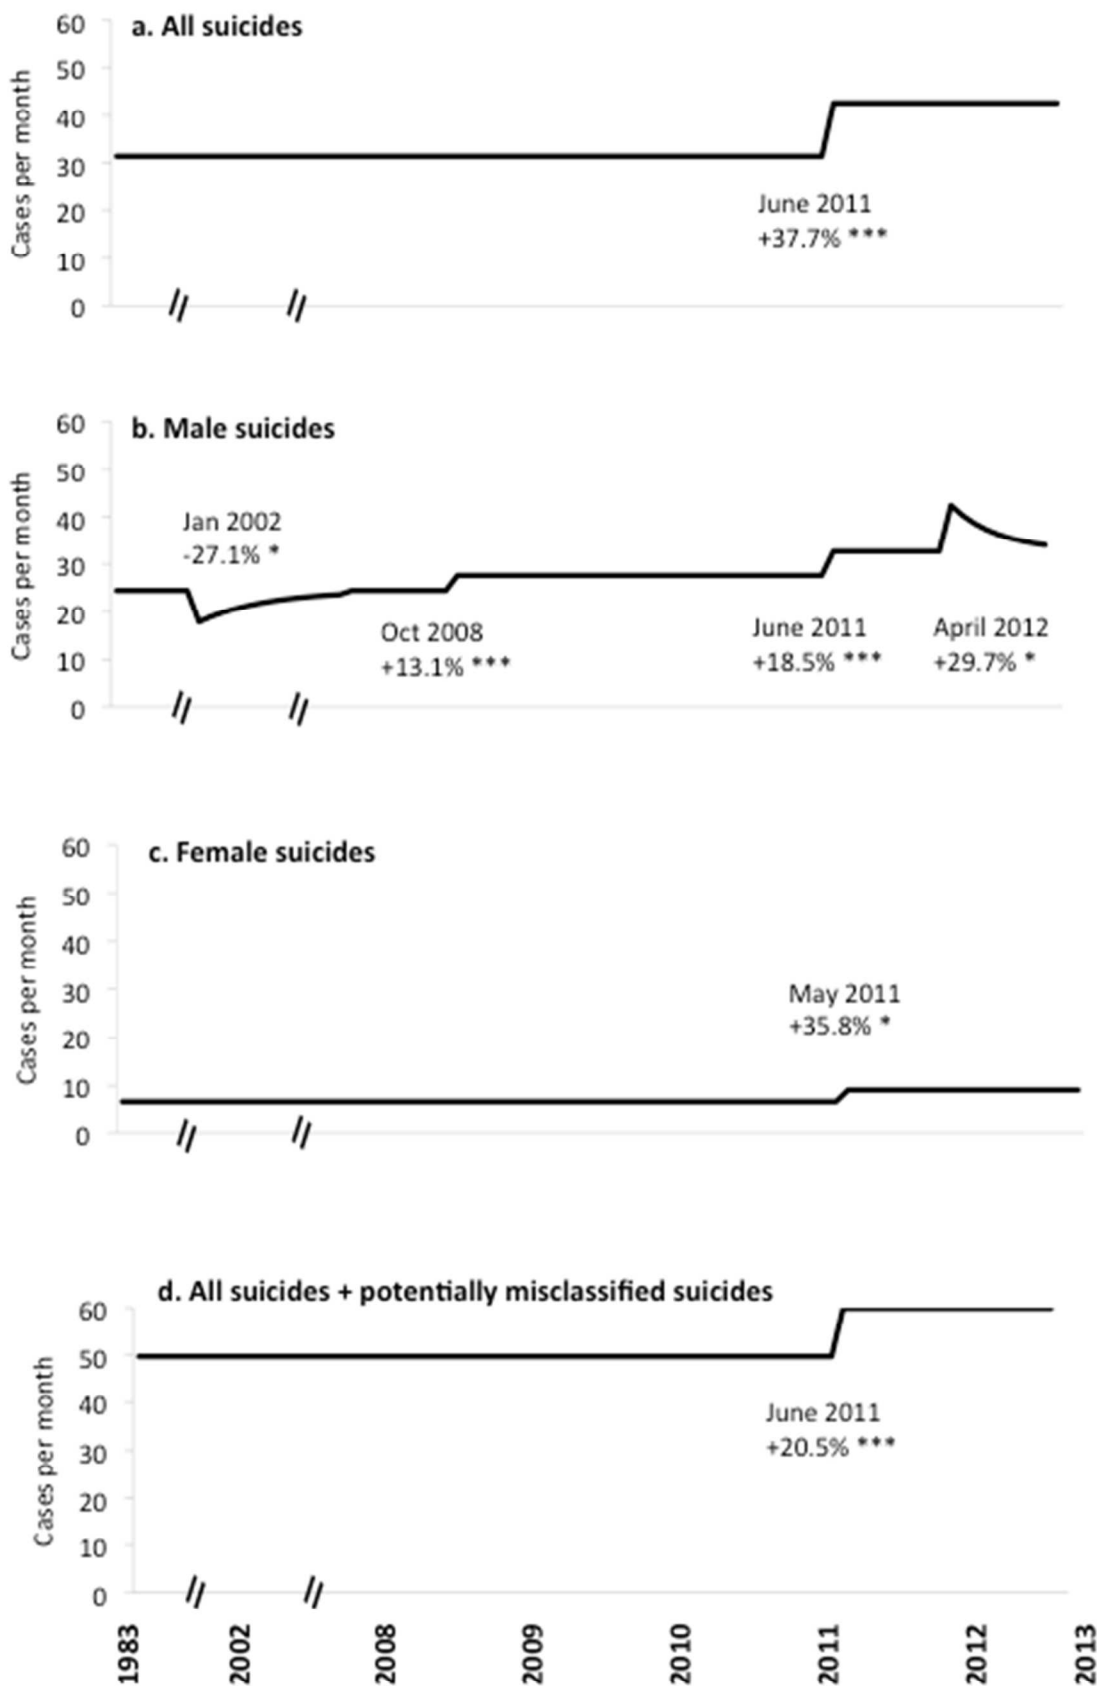 a. All suicides
Cases per month
60
50
40
30
20
10
0
June 2011
+37.7% ***
b. Male suicides
Cases per month
60
50
40
30
20
10
0
Jan 2002
-27.1% *
Oct 2008
+13.1% ***
June 2011
+18.5% ***
April 2012
+29.7% *
c. Female suicides
Cases per month
60
50
40
30
20
10
0
May 2011
+35.8% *
d. All suicides + potentially misclassified suicides
Cases per month
60
50
40
30
20
10
0
June 2011
+20.5% ***
1983
2002
2008
2009
2010
2011
2012
2013